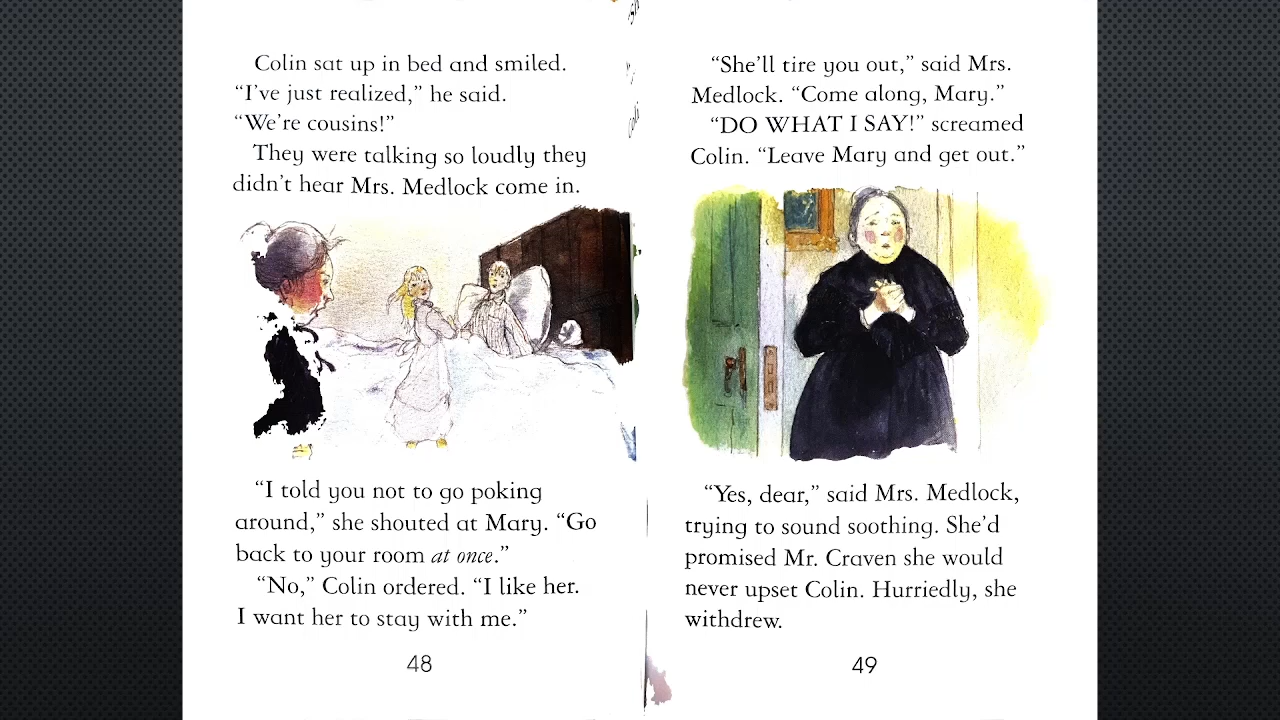 Colin sat up in bed and smiled.
“I’ve just realized,” he said.
“We’re cousins!”
They were talking so loudly they
didn’t hear Mrs. Medlock come in.
“I told you not to go poking
around,” she shouted at Mary. “Go
back to your room at once.”
“No,” Colin ordered. “I like her.
I want her to stay with me.”
48
“She’ll tire you out,” said Mrs.
Medlock. “Come along, Mary.”
“DO WHAT I SAY!” screamed
Colin. “Leave Mary and get out.”
“Yes, dear,” said Mrs. Medlock,
trying to sound soothing. She’d
promised Mr. Craven she would
never upset Colin. Hurriedly, she
withdrew.
49